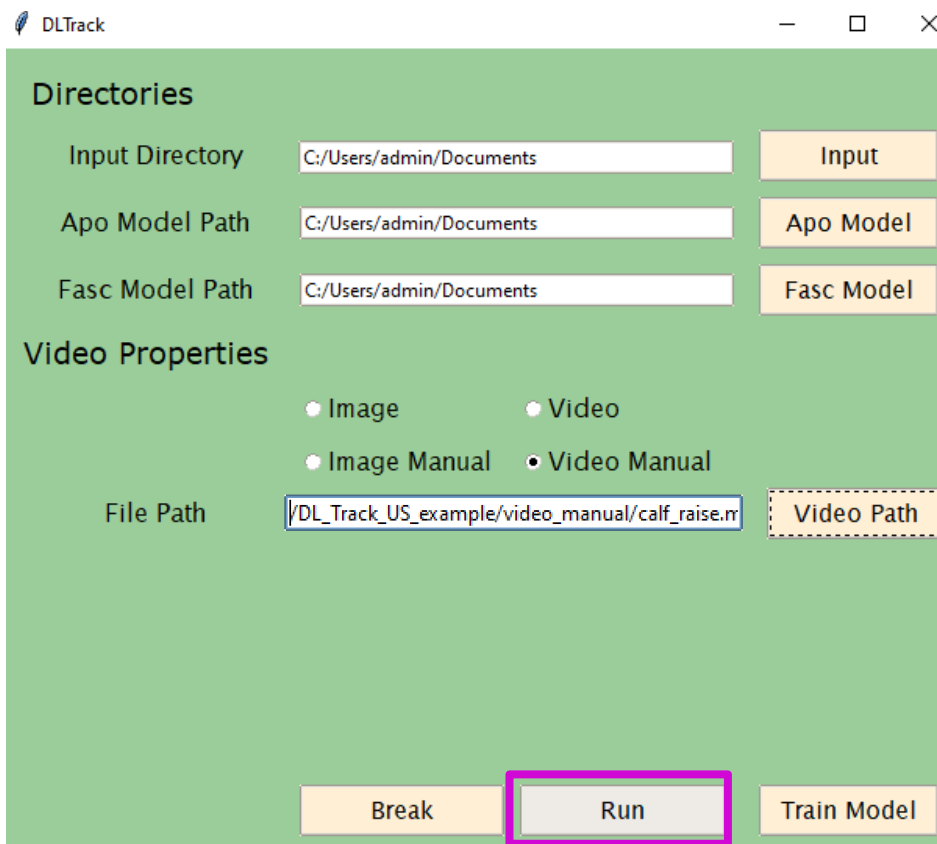 DLTrack
Directories
Input Directory C:/Users/admin/Documents Input
Apo Model Path C:/Users/admin/Documents Apo Model
Fasc Model Path C:/Users/admin/Documents Fasc Model
Video Properties
Image Video
Image Manual Video Manual
File Path /DL_Track_US_example/video_manual/calf_raise.m Video Path
Break Run Train Model